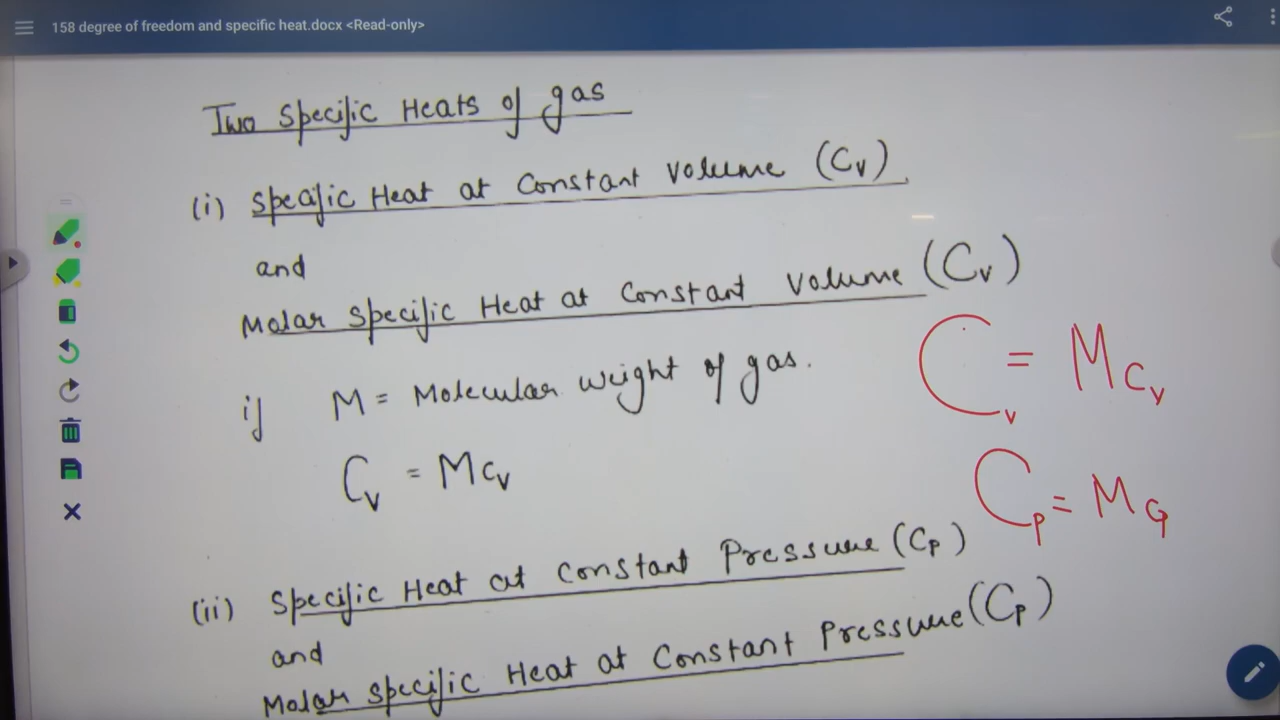 158 degree of freedom and specific heat.docx <Read-only>
Two Specific Heats of gas
(i) Specific Heat at Constant Volume (Cv)
and
Molar Specific Heat at Constant Volume (Cv)
if M = Molecular weight of gas.
Cv = Mcv
Cv = Mcv
Cp = Mcp
(ii) Specific Heat at Constant Pressure (Cp)
and
Molar Specific Heat at Constant Pressure (Cp)